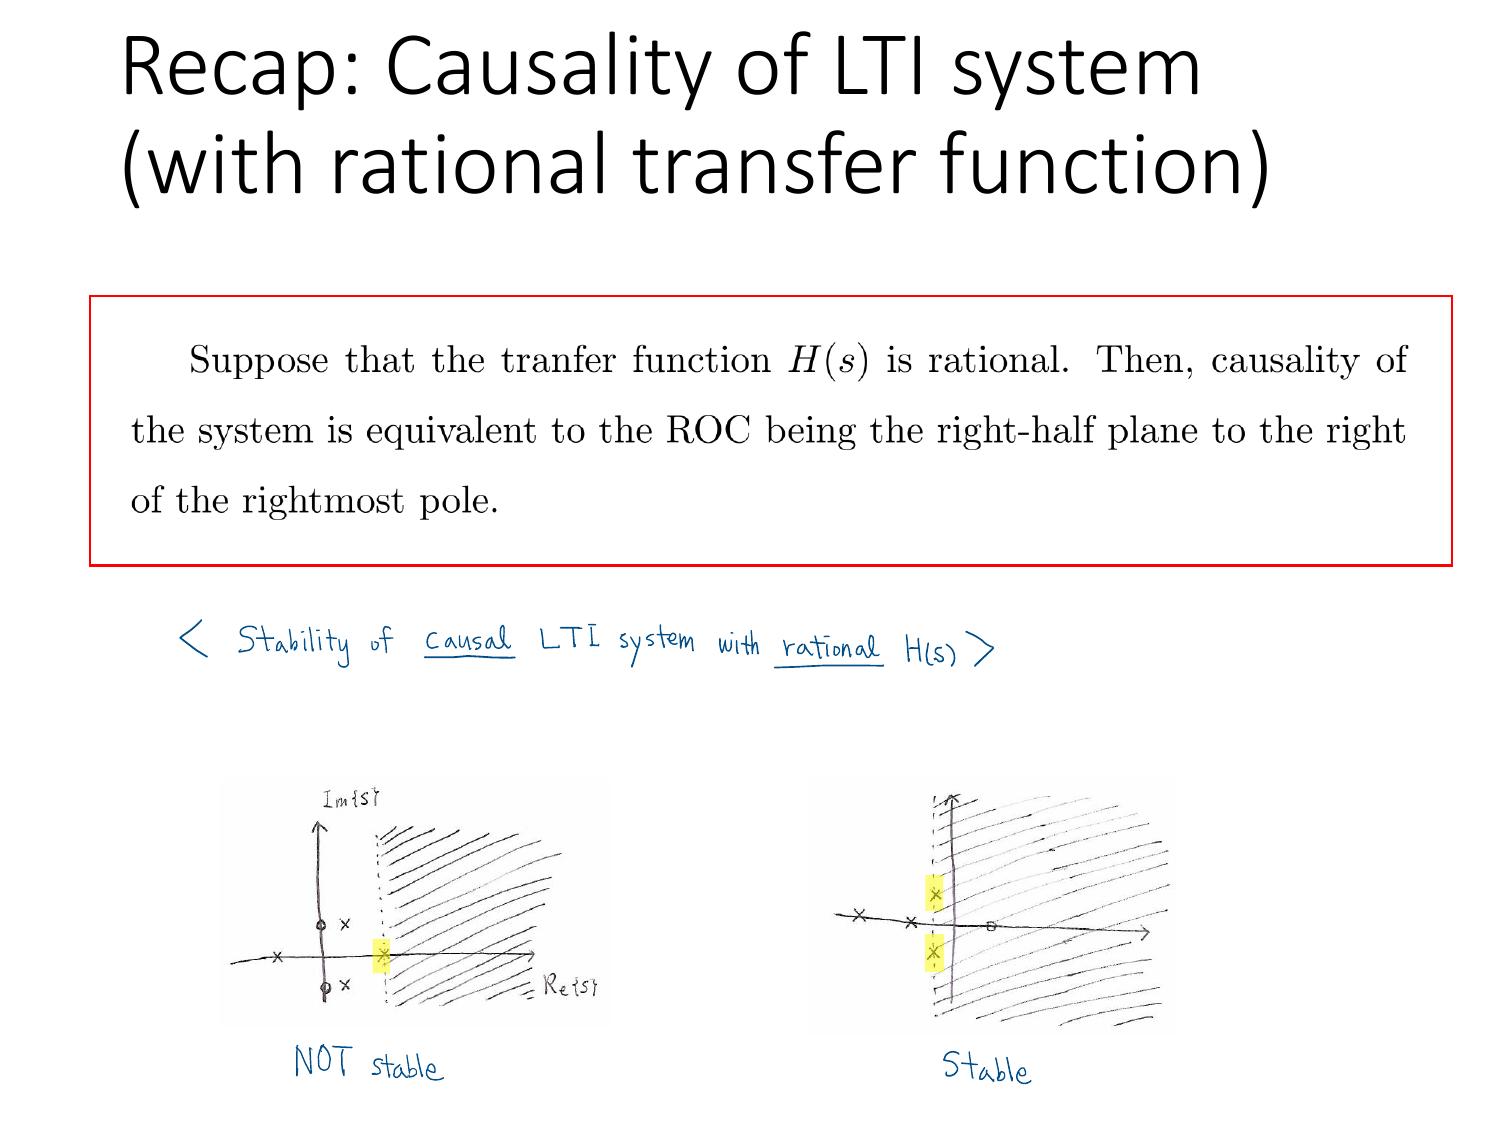 Recap: Causality of LTI system
(with rational transfer function)
Suppose that the tranfer function H(s) is rational. Then, causality of
the system is equivalent to the ROC being the right-half plane to the right
of the rightmost pole.
< Stability of causal LTI system with rational H(s) >
Im{s}
Re{s}
NOT stable
Stable